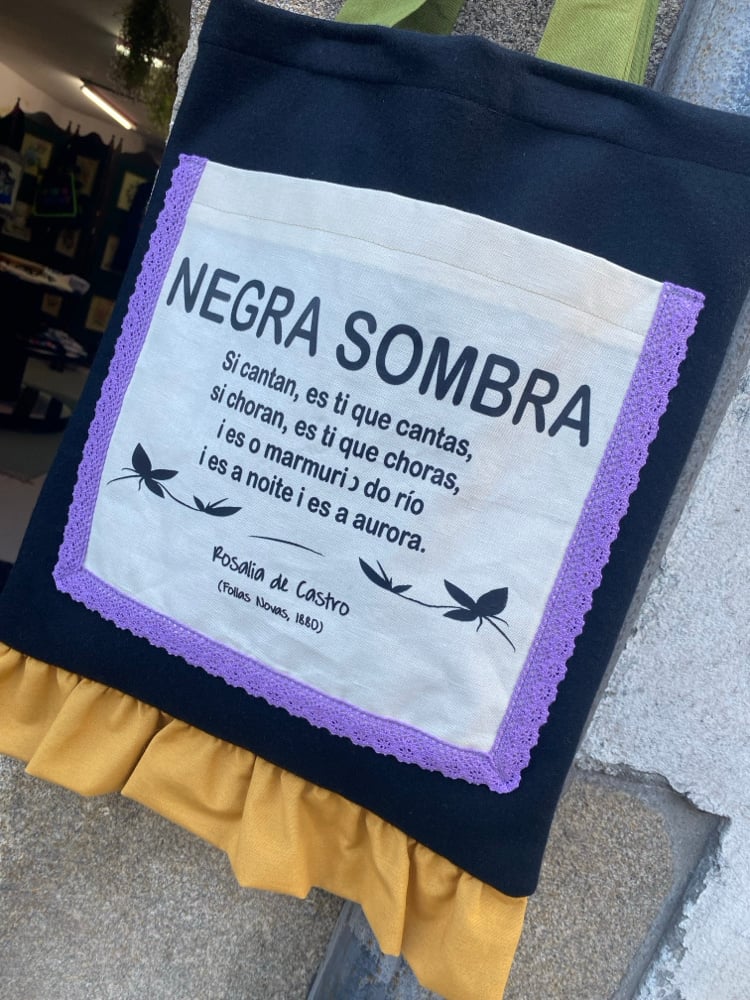 NEGRA SOMBRA
Si cantan, es ti que cantas,
si choran, es ti que choras,
i es o marmurio do río
i es a noite i es a aurora.
Rosalia de Castro
(Follas Novas, 1880)